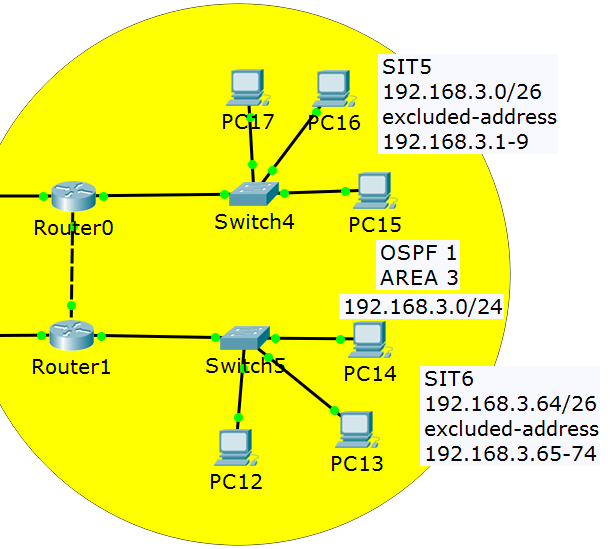 SIT5
192.168.3.0/26
excluded-address
192.168.3.1-9
PC17
PC16
PC15
Switch4
Router0
OSPF 1
AREA 3
192.168.3.0/24
Router1
Switch5
PC14
SIT6
192.168.3.64/26
excluded-address
192.168.3.65-74
PC13
PC12